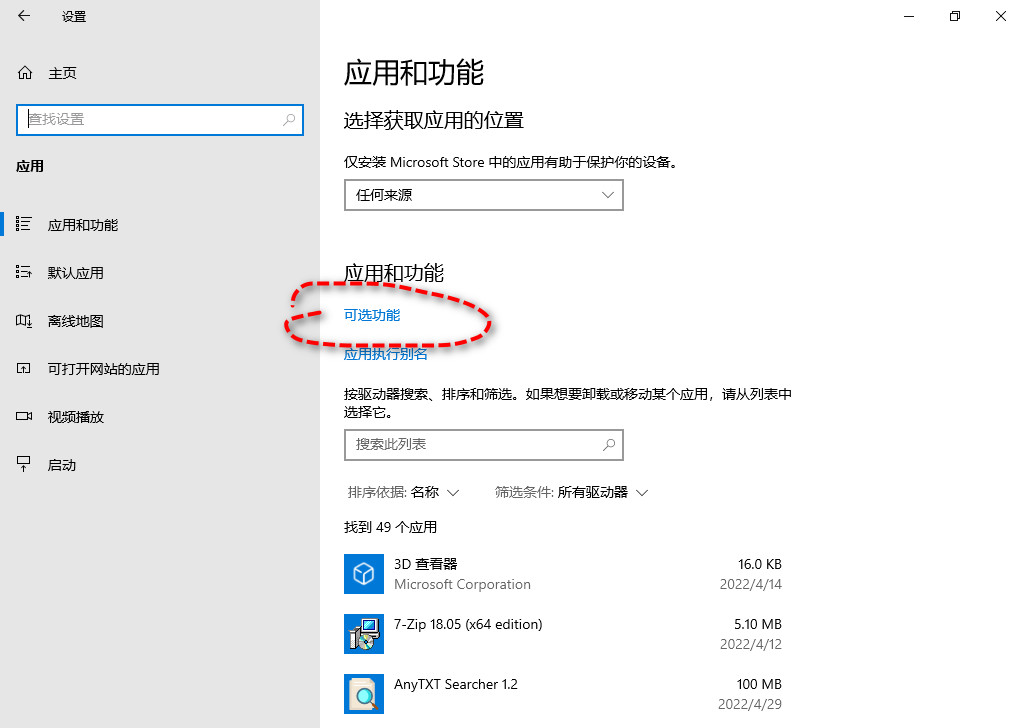 设置
主页
查找设置
应用
应用和功能
默认应用
离线地图
可打开网站的应用
视频播放
启动
应用和功能
选择获取应用的位置
仅安装 Microsoft Store 中的应用有助于保护你的设备。
任何来源
应用和功能
可选功能
应用执行别名
按驱动器搜索、排序和筛选。如果想要卸载或移动某个应用，请从列表中
选择它。
搜索此列表
排序依据: 名称 筛选条件: 所有驱动器
找到 49 个应用
3D 查看器 16.0 KB
Microsoft Corporation 2022/4/14
7-Zip 18.05 (x64 edition) 5.10 MB
2022/4/12
AnyTXT Searcher 1.2 100 MB
2022/4/29